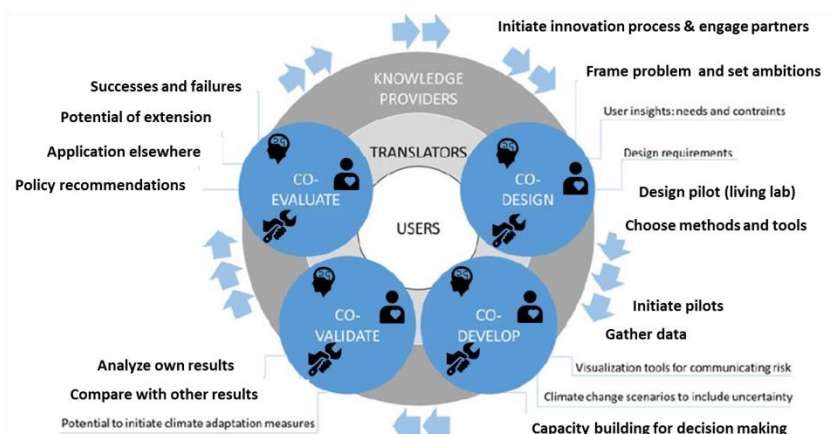 Initiate innovation process & engage partners
Frame problem and set ambitions
User insights: needs and contraints
Design requirements
Design pilot (living lab)
Choose methods and tools
Initiate pilots
Gather data
Visualization tools for communicating risk
Climate change scenarios to include uncertainty
Capacity building for decision making
Successes and failures
Potential of extension
Application elsewhere
Policy recommendations
Analyze own results
Compare with other results
Potential to initiate climate adaptation measures
KNOWLEDGE
PROVIDERS
TRANSLATORS
USERS
CO-
EVALUATE
CO-
DESIGN
CO-
VALIDATE
CO-
DEVELOP